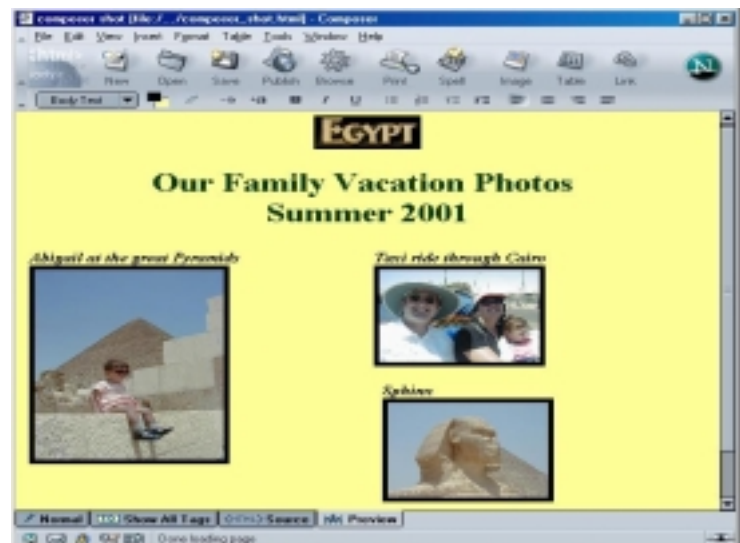 composer shot [file:/.../composer_shot.html] - Composer
File Edit View Insert Format Table Tools Window Help
New Open Save Publish Browse Print Spell Image Table Link
Body Text
EGYPT
Our Family Vacation Photos
Summer 2001
Abigail at the great Pyramids
Taxi ride through Cairo
Sphinx
Normal Show All Tags Source Preview
Done loading page